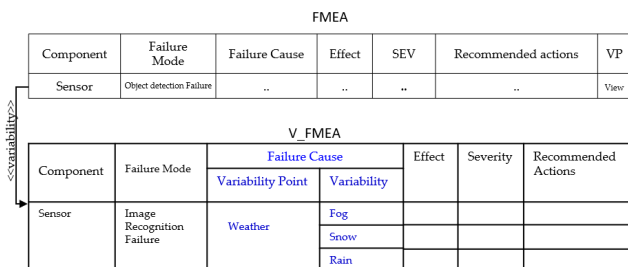 FMEA
Component Failure Mode Failure Cause Effect SEV Recommended actions VP
Sensor Object detection Failure .. .. .. .. View
<<variability>>
V_FMEA
Component Failure Mode Failure Cause Effect Severity Recommended Actions
Variability Point Variability
Sensor Image Recognition Failure Weather Fog
Snow
Rain